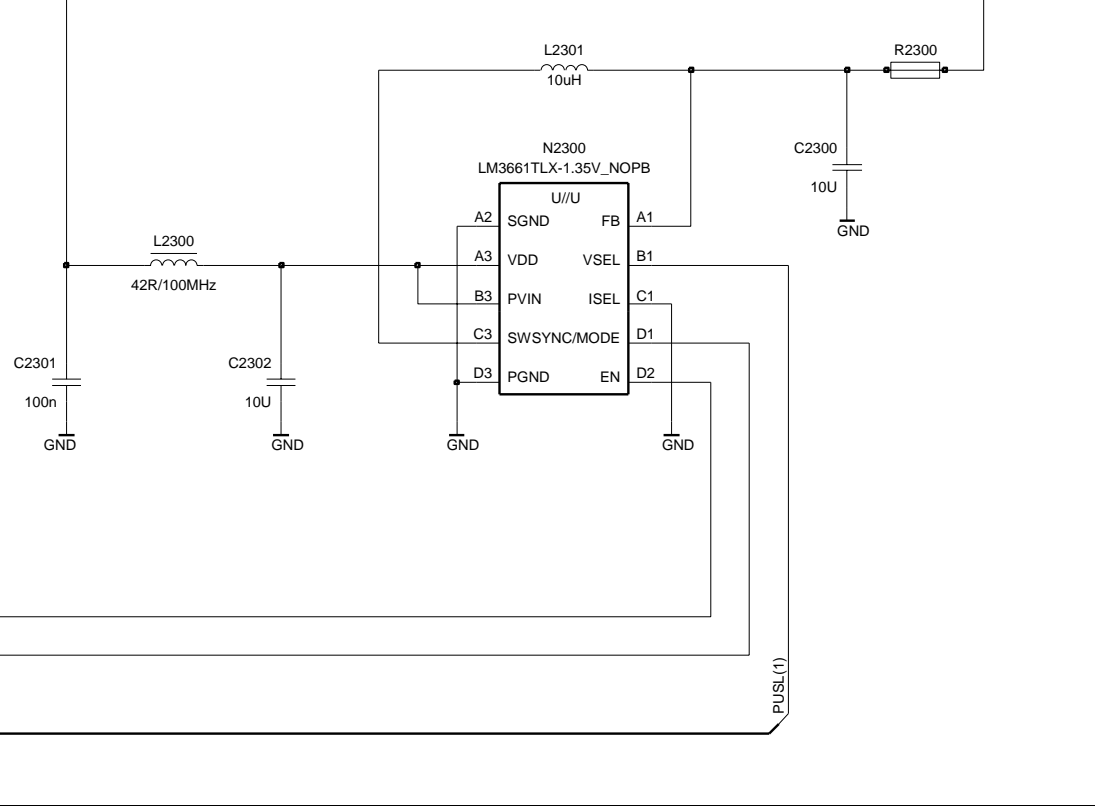 L2301
10uH
R2300
N2300
LM3661TLX-1.35V_NOPB
C2300
10U
GND
U//U
A2 SGND FB A1
A3 VDD VSEL B1
B3 PVIN ISEL C1
C3 SWSYNC/MODE D1
D3 PGND EN D2
L2300
42R/100MHz
C2301
100n
GND
C2302
10U
GND
GND
GND
PUSL(1)